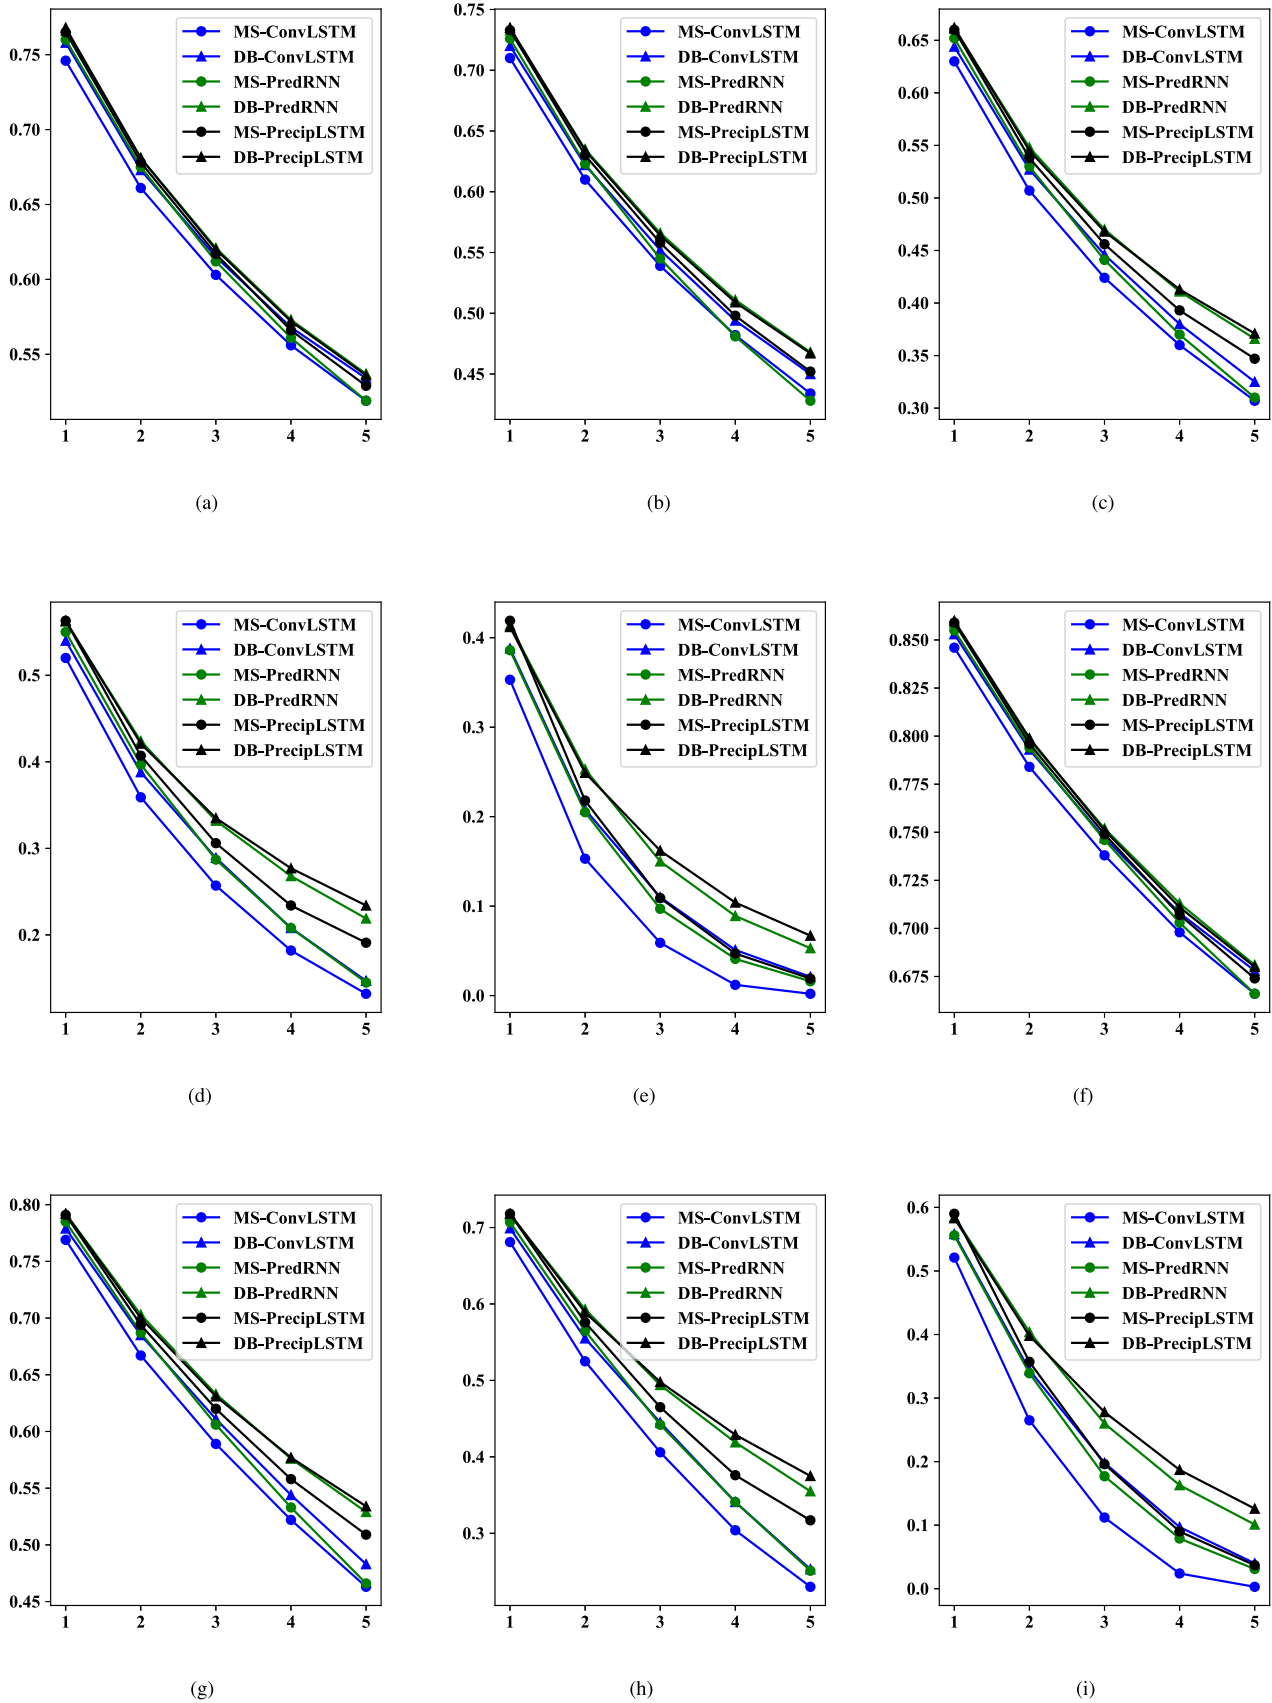 0.75
0.70
0.65
0.60
0.55
1 2 3 4 5
MS-ConvLSTM
DB-ConvLSTM
MS-PredRNN
DB-PredRNN
MS-PrecipLSTM
DB-PrecipLSTM
(a)
0.75
0.70
0.65
0.60
0.55
0.50
0.45
1 2 3 4 5
MS-ConvLSTM
DB-ConvLSTM
MS-PredRNN
DB-PredRNN
MS-PrecipLSTM
DB-PrecipLSTM
(b)
0.65
0.60
0.55
0.50
0.45
0.40
0.35
0.30
1 2 3 4 5
MS-ConvLSTM
DB-ConvLSTM
MS-PredRNN
DB-PredRNN
MS-PrecipLSTM
DB-PrecipLSTM
(c)
0.5
0.4
0.3
0.2
1 2 3 4 5
MS-ConvLSTM
DB-ConvLSTM
MS-PredRNN
DB-PredRNN
MS-PrecipLSTM
DB-PrecipLSTM
(d)
0.4
0.3
0.2
0.1
0.0
1 2 3 4 5
MS-ConvLSTM
DB-ConvLSTM
MS-PredRNN
DB-PredRNN
MS-PrecipLSTM
DB-PrecipLSTM
(e)
0.850
0.825
0.800
0.775
0.750
0.725
0.700
0.675
1 2 3 4 5
MS-ConvLSTM
DB-ConvLSTM
MS-PredRNN
DB-PredRNN
MS-PrecipLSTM
DB-PrecipLSTM
(f)
0.80
0.75
0.70
0.65
0.60
0.55
0.50
0.45
1 2 3 4 5
MS-ConvLSTM
DB-ConvLSTM
MS-PredRNN
DB-PredRNN
MS-PrecipLSTM
DB-PrecipLSTM
(g)
0.7
0.6
0.5
0.4
0.3
1 2 3 4 5
MS-ConvLSTM
DB-ConvLSTM
MS-PredRNN
DB-PredRNN
MS-PrecipLSTM
DB-PrecipLSTM
(h)
0.6
0.5
0.4
0.3
0.2
0.1
0.0
1 2 3 4 5
MS-ConvLSTM
DB-ConvLSTM
MS-PredRNN
DB-PredRNN
MS-PrecipLSTM
DB-PrecipLSTM
(i)